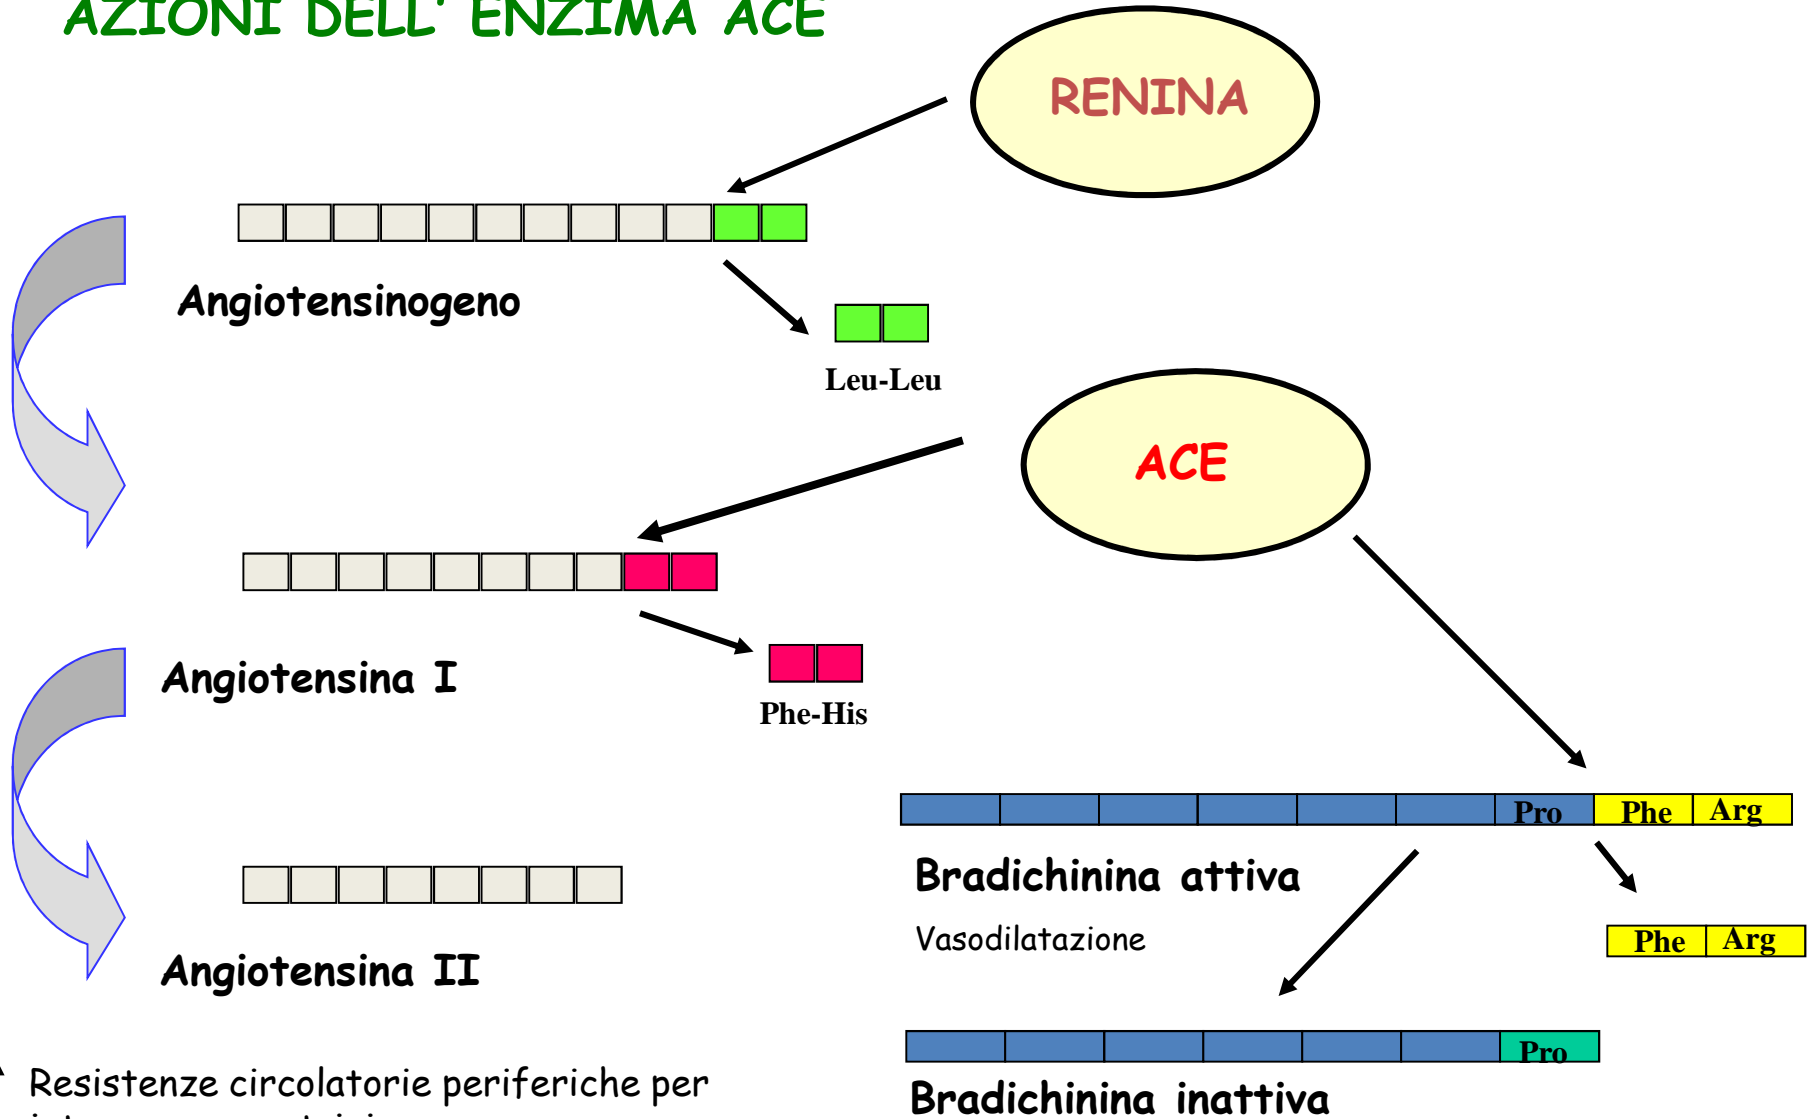 AZIONI DELL' ENZIMA ACE
RENINA
Angiotensinogeno
Leu-Leu
ACE
Angiotensina I
Phe-His
Pro Phe Arg
Bradichinina attiva
Vasodilatazione
Phe Arg
Angiotensina II
Pro
Resistenze circolatorie periferiche per
Bradichinina inattiva